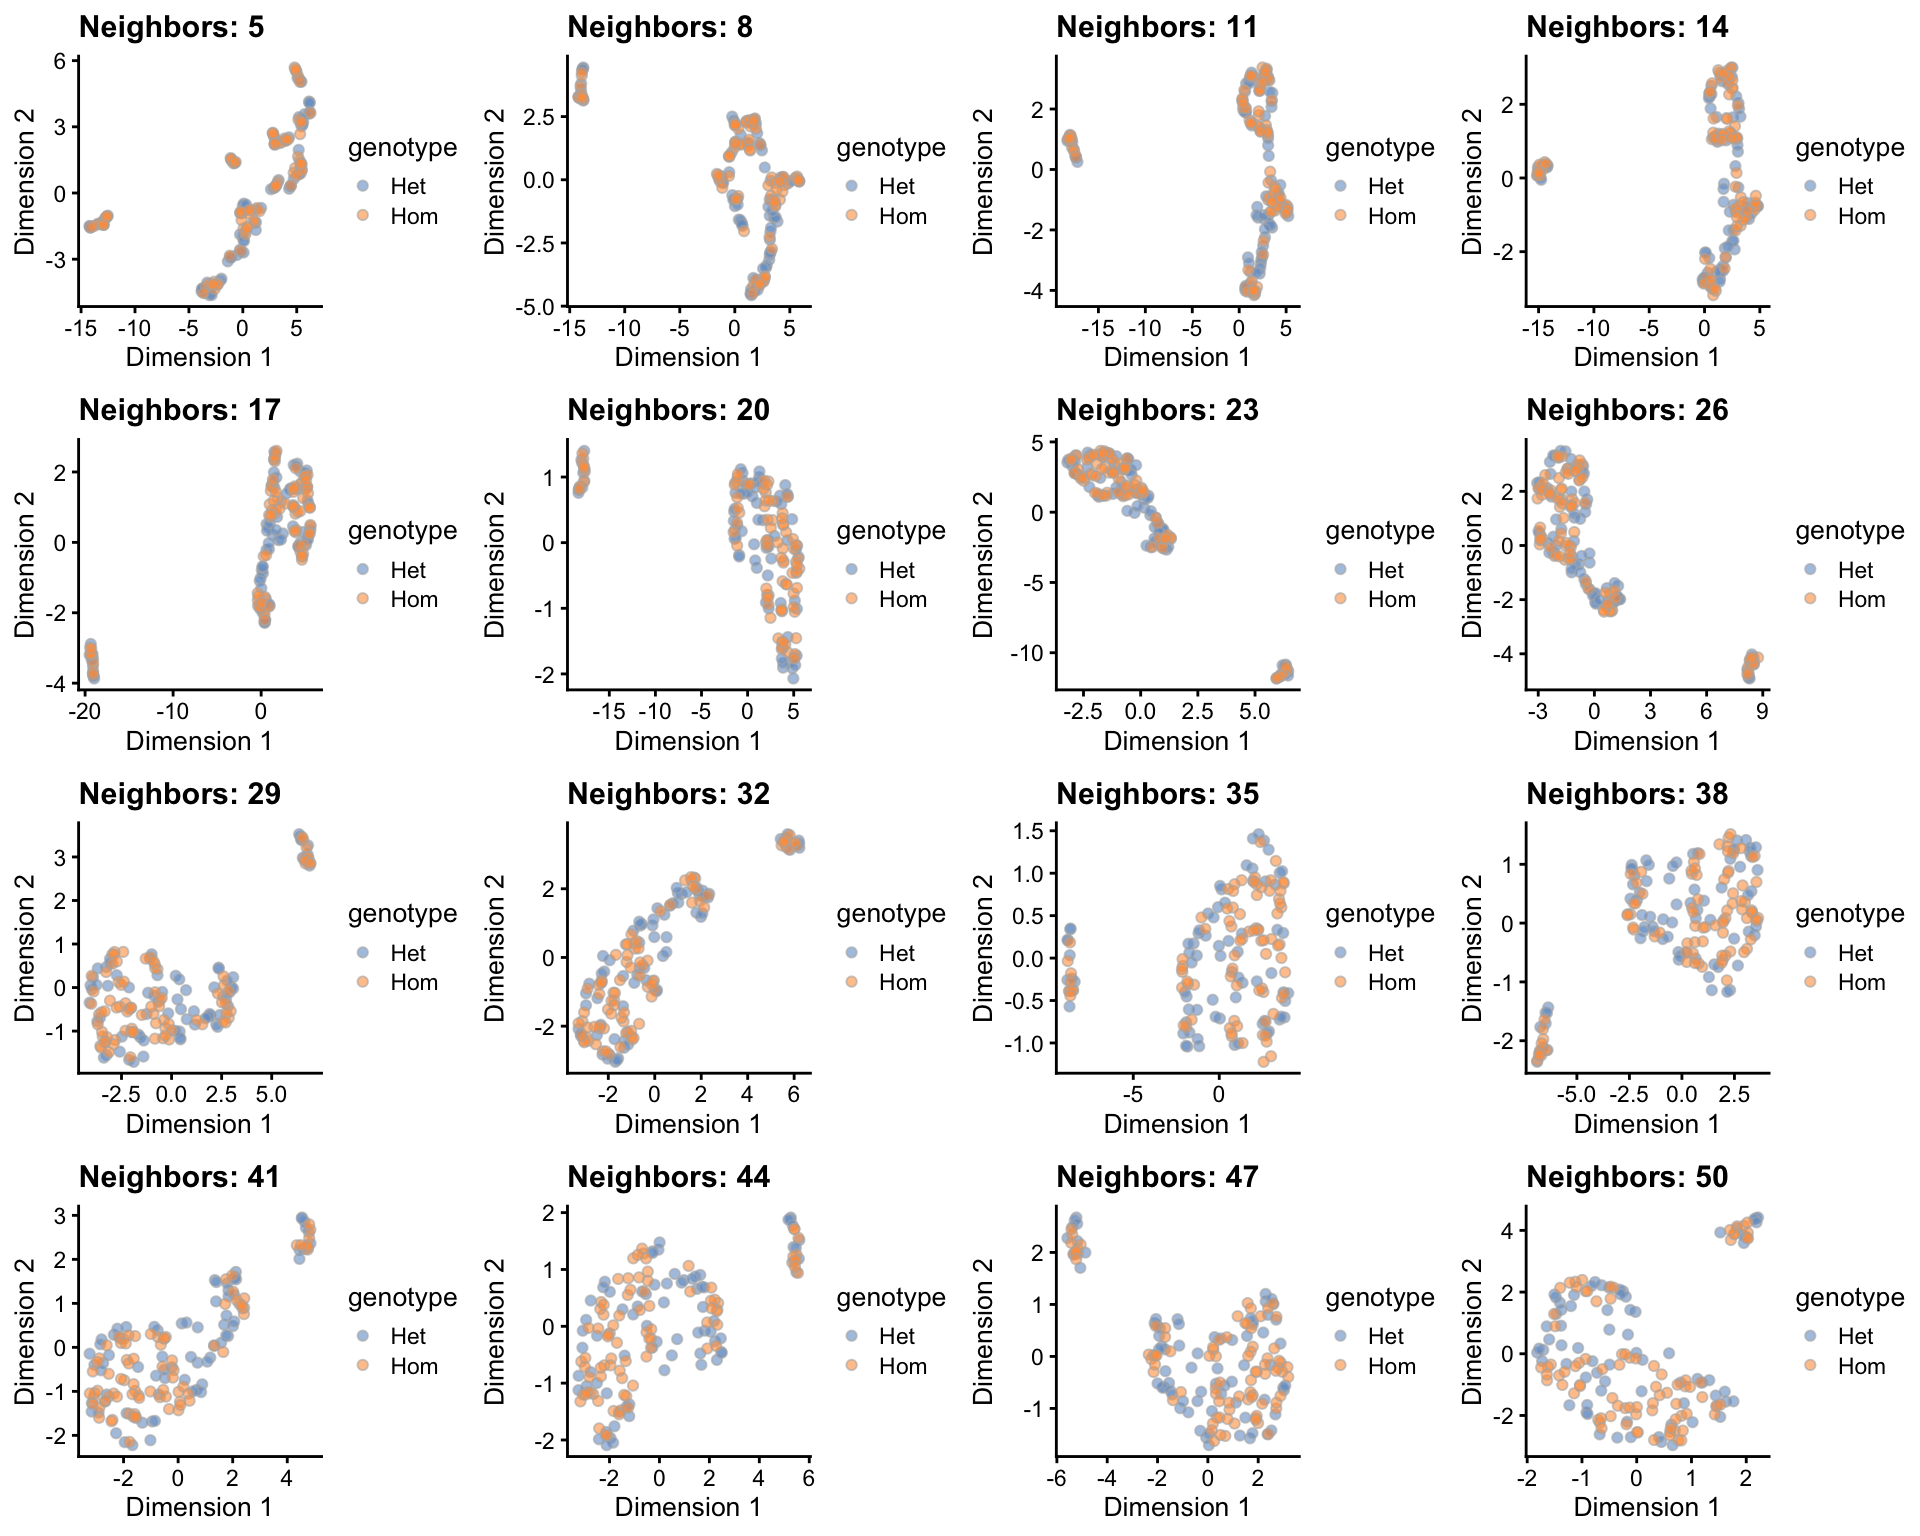 Neighbors: 5
6
3
0
-3
-15 -10 -5 0 5
Dimension 1
Dimension 2
genotype
Het
Hom
Neighbors: 8
2.5
0.0
-2.5
-5.0
-15 -10 -5 0 5
Dimension 1
Dimension 2
genotype
Het
Hom
Neighbors: 11
2
0
-2
-4
-15 -10 -5 0 5
Dimension 1
Dimension 2
genotype
Het
Hom
Neighbors: 14
2
0
-2
-15 -10 -5 0 5
Dimension 1
Dimension 2
genotype
Het
Hom
Neighbors: 17
2
0
-2
-4
-20 -10 0
Dimension 1
Dimension 2
genotype
Het
Hom
Neighbors: 20
1
0
-1
-2
-15 -10 -5 0 5
Dimension 1
Dimension 2
genotype
Het
Hom
Neighbors: 23
5
0
-5
-10
-2.5 0.0 2.5 5.0
Dimension 1
Dimension 2
genotype
Het
Hom
Neighbors: 26
2
0
-2
-4
-3 0 3 6 9
Dimension 1
Dimension 2
genotype
Het
Hom
Neighbors: 29
3
2
1
0
-1
-2.5 0.0 2.5 5.0
Dimension 1
Dimension 2
genotype
Het
Hom
Neighbors: 32
2
0
-2
-2 0 2 4 6
Dimension 1
Dimension 2
genotype
Het
Hom
Neighbors: 35
1.5
1.0
0.5
0.0
-0.5
-1.0
-5 0
Dimension 1
Dimension 2
genotype
Het
Hom
Neighbors: 38
1
0
-1
-2
-5.0 -2.5 0.0 2.5
Dimension 1
Dimension 2
genotype
Het
Hom
Neighbors: 41
3
2
1
0
-1
-2
-2 0 2 4
Dimension 1
Dimension 2
genotype
Het
Hom
Neighbors: 44
2
1
0
-1
-2
-2 0 2 4 6
Dimension 1
Dimension 2
genotype
Het
Hom
Neighbors: 47
2
1
0
-1
-6 -4 -2 0 2
Dimension 1
Dimension 2
genotype
Het
Hom
Neighbors: 50
4
2
0
-2
-2 -1 0 1 2
Dimension 1
Dimension 2
genotype
Het
Hom